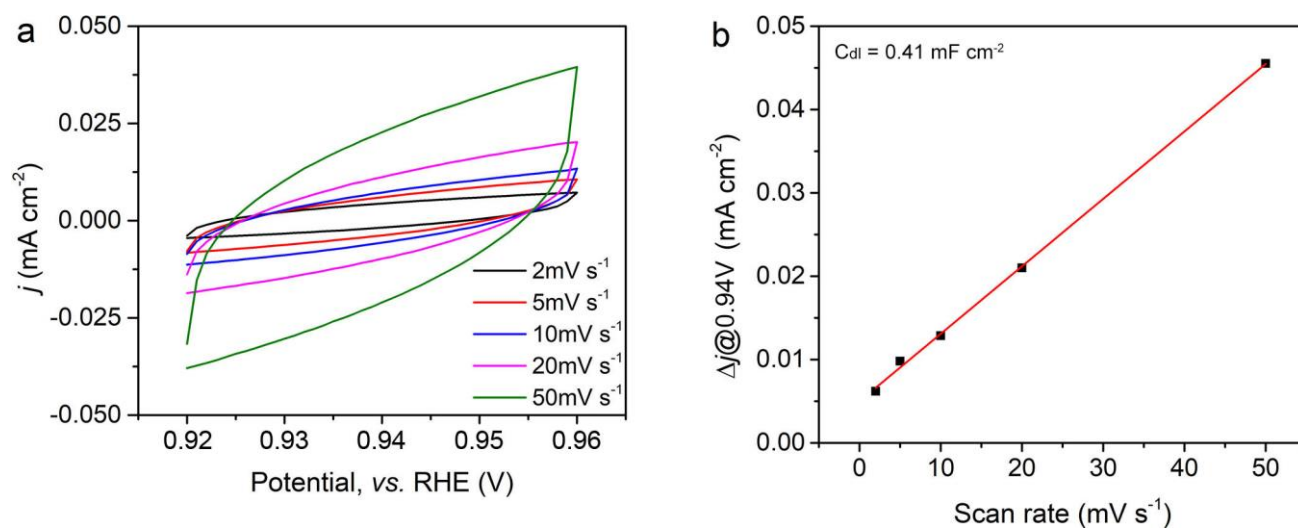 a
0.050
0.025
0.000
-0.025
-0.050
j (mA cm⁻²)
2mV s⁻¹
5mV s⁻¹
10mV s⁻¹
20mV s⁻¹
50mV s⁻¹
0.92 0.93 0.94 0.95 0.96
Potential, vs. RHE (V)
b
Cdl = 0.41 mF cm⁻²
0.05
0.04
0.03
0.02
0.01
0.00
Δj@0.94V (mA cm⁻²)
0 10 20 30 40 50
Scan rate (mV s⁻¹)